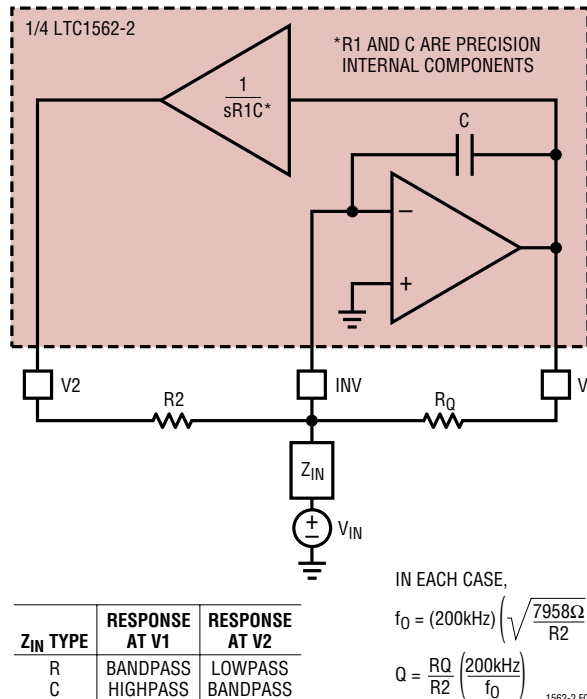 1/4 LTC1562-2
*R1 AND C ARE PRECISION
INTERNAL COMPONENTS
1
sR1C*
C
−
+
V2
INV
V
R2
RQ
ZIN
+
−
VIN
IN EACH CASE,
fO = (200kHz) (√ 7958Ω
R2
Q = RQ
R2
( 200kHz
fO )
ZIN TYPE
RESPONSE
AT V1
RESPONSE
AT V2
R
BANDPASS
LOWPASS
C
HIGHPASS
BANDPASS